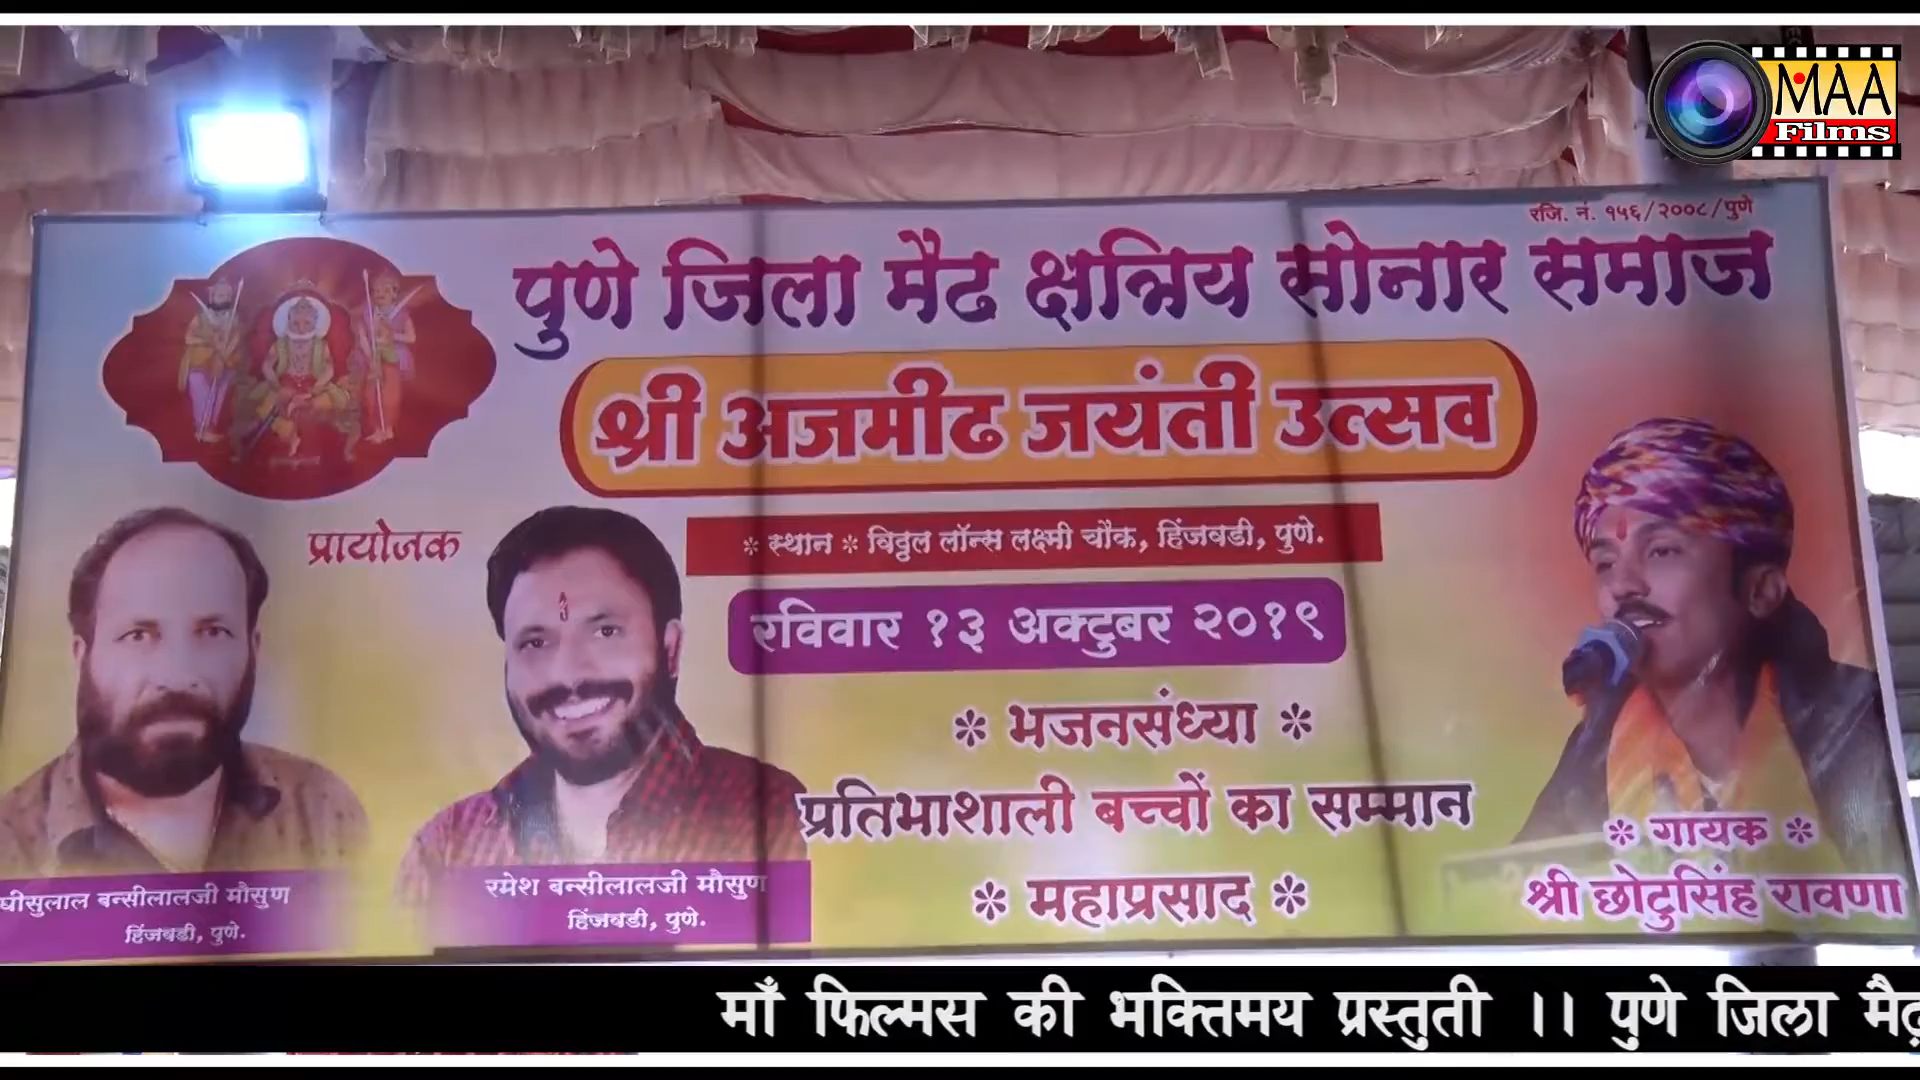 MAA
Films
रजि. नं. १५६/२००८/पुणे
पुणे जिला मैढ क्षत्रिय सोनार समाज
श्री अजमीढ जयंती उत्सव
प्रायोजक
* स्थान * विठ्ठल लॉन्स लक्ष्मी चौक, हिंजवडी, पुणे.
रविवार १३ अक्टुबर २०१९
* भजनसंध्या *
प्रतिभाशाली बच्चों का सम्मान
* महाप्रसाद *
* गायक *
श्री छोटुसिंह रावणा
घीसुलाल बन्सीलालजी मौसुण
हिंजवडी, पुणे.
रमेश बन्सीलालजी मौसुण
हिंजवडी, पुणे.
माँ फिल्मस की भक्तिमय प्रस्तुती ।। पुणे जिला मैढ़